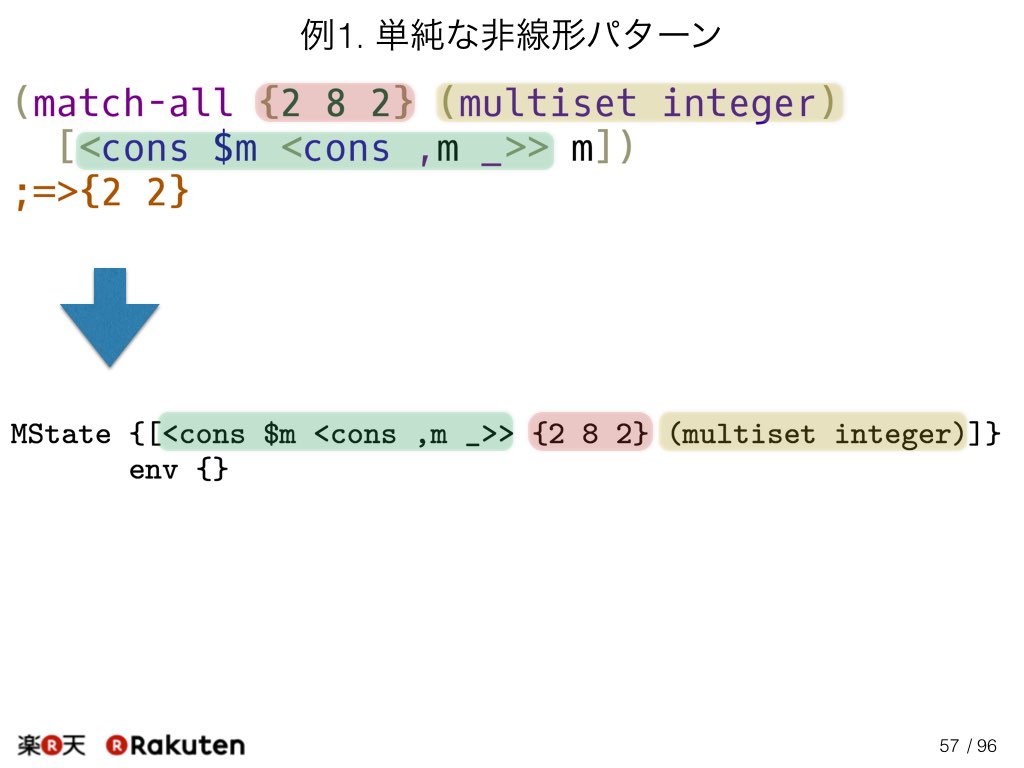 例1. 単純な非線形パターン
(match-all {2 8 2} (multiset integer)
[<cons $m <cons ,m _>> m])
;=>{2 2}
MState {[<cons $m <cons ,m _>> {2 8 2} (multiset integer)]}
env {}
楽R天 R Rakuten
57 / 96